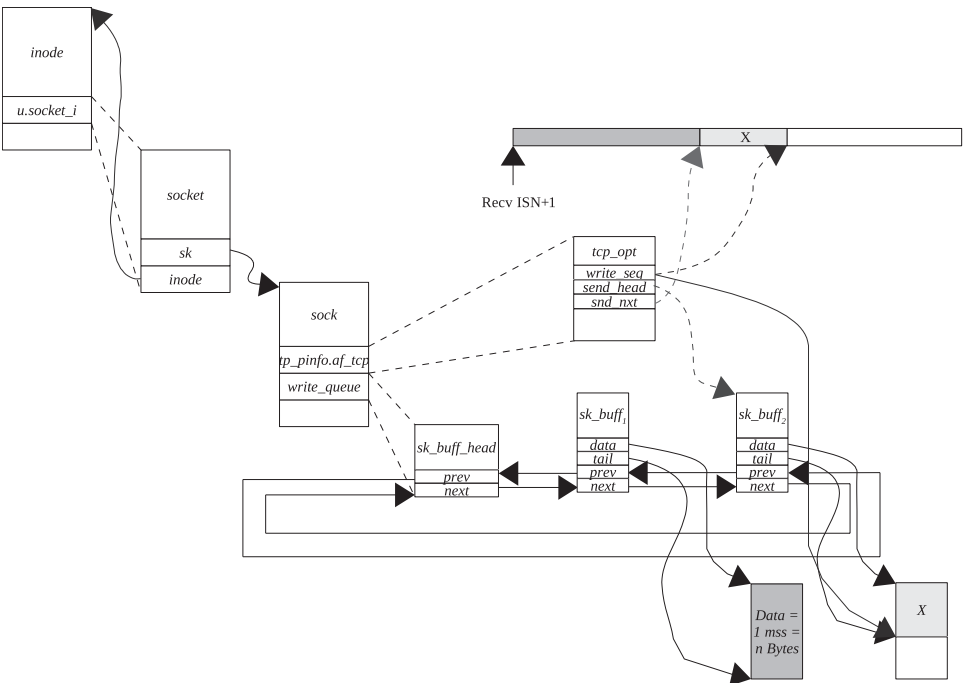 inode
u.socket_i
socket
sk
inode
X
Recv ISN+1
sock
tp_pinfo.af_tcp
write_queue
tcp_opt
write_seq
send_head
snd_nxt
sk_buff_head
prev
next
sk_buff1
data
tail
prev
next
sk_buff2
data
tail
prev
next
Data =
1 mss =
n Bytes
X